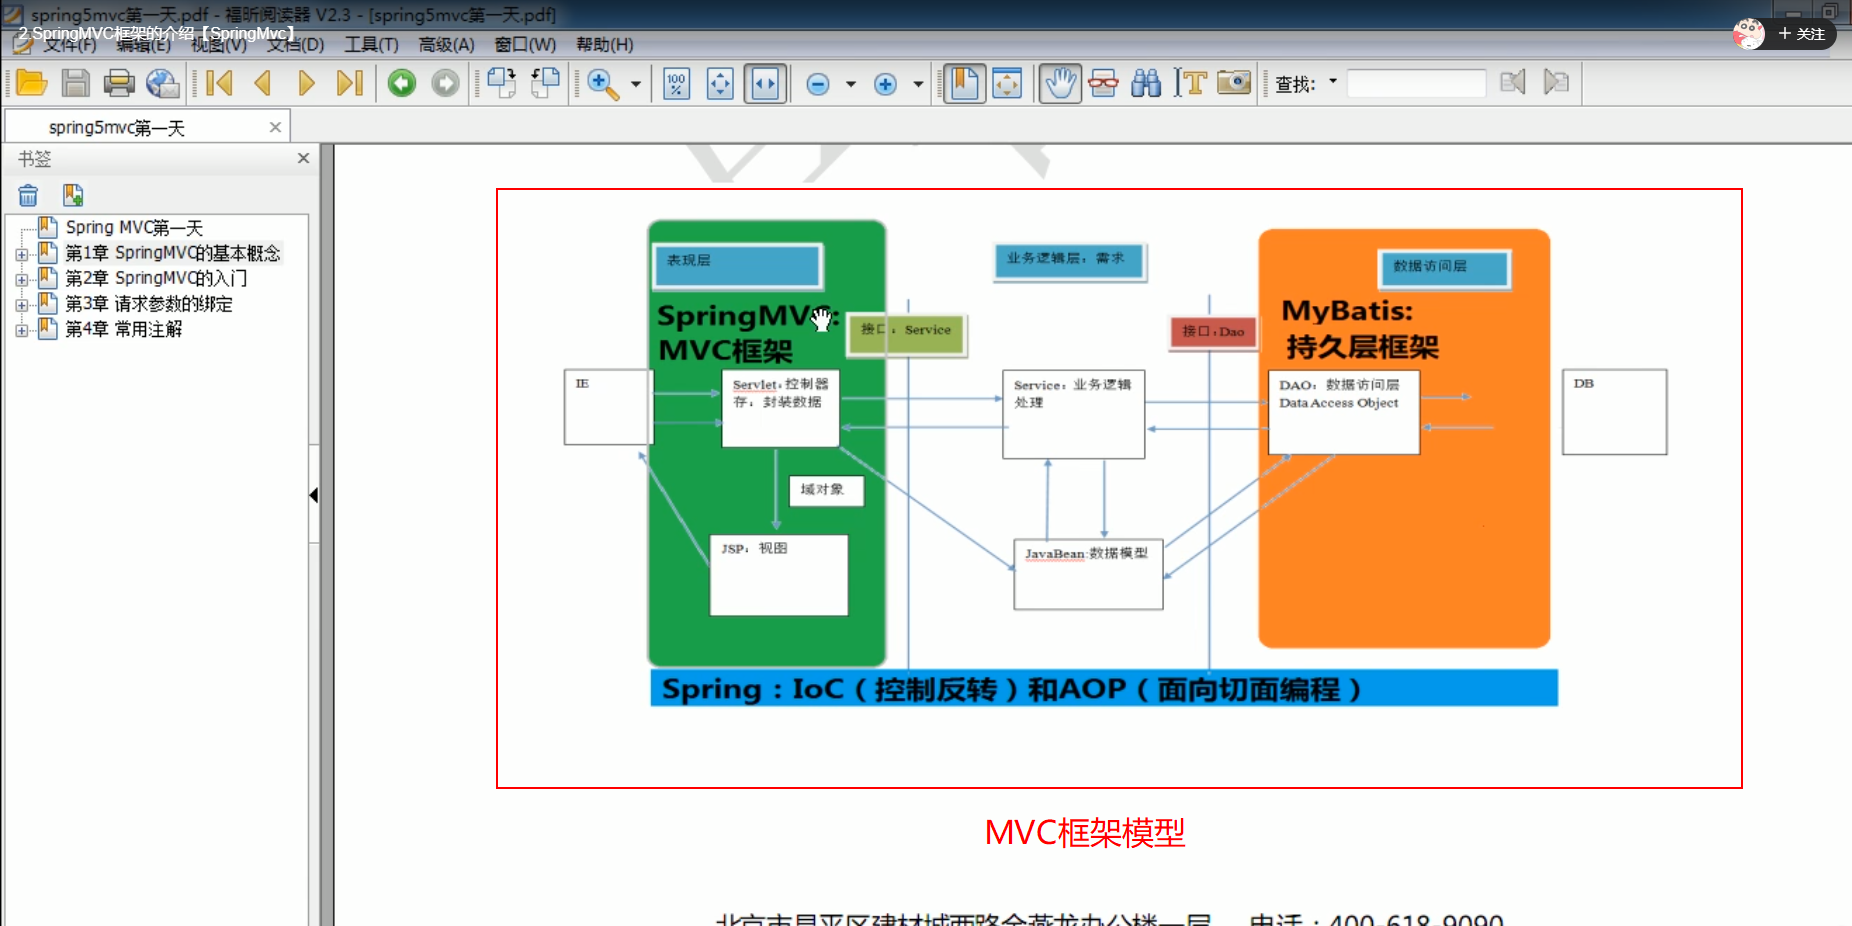 spring5mvc第一天.pdf - 福昕阅读器 V2.3 - [spring5mvc第一天.pdf]
2.SpringMVC框架的介绍【SpringMvc】
+ 关注
文件(F) 编辑(E) 视图(V) 文档(D) 工具(T) 高级(A) 窗口(W) 帮助(H)
100%
查找:
spring5mvc第一天
书签
Spring MVC第一天
第1章 SpringMVC的基本概念
第2章 SpringMVC的入门
第3章 请求参数的绑定
第4章 常用注解
表现层
业务逻辑层：需求
数据访问层
SpringMVC:
MVC框架
接口：Service
接口：Dao
MyBatis:
持久层框架
IE
Servlet：控制器
存：封装数据
Service：业务逻辑
处理
DAO：数据访问层
Data Access Object
DB
域对象
JSP：视图
JavaBean:数据模型
Spring：IoC（控制反转）和AOP（面向切面编程）
MVC框架模型
北京市昌平区建材城西路金燕龙办公楼一层 电话：400-618-9090